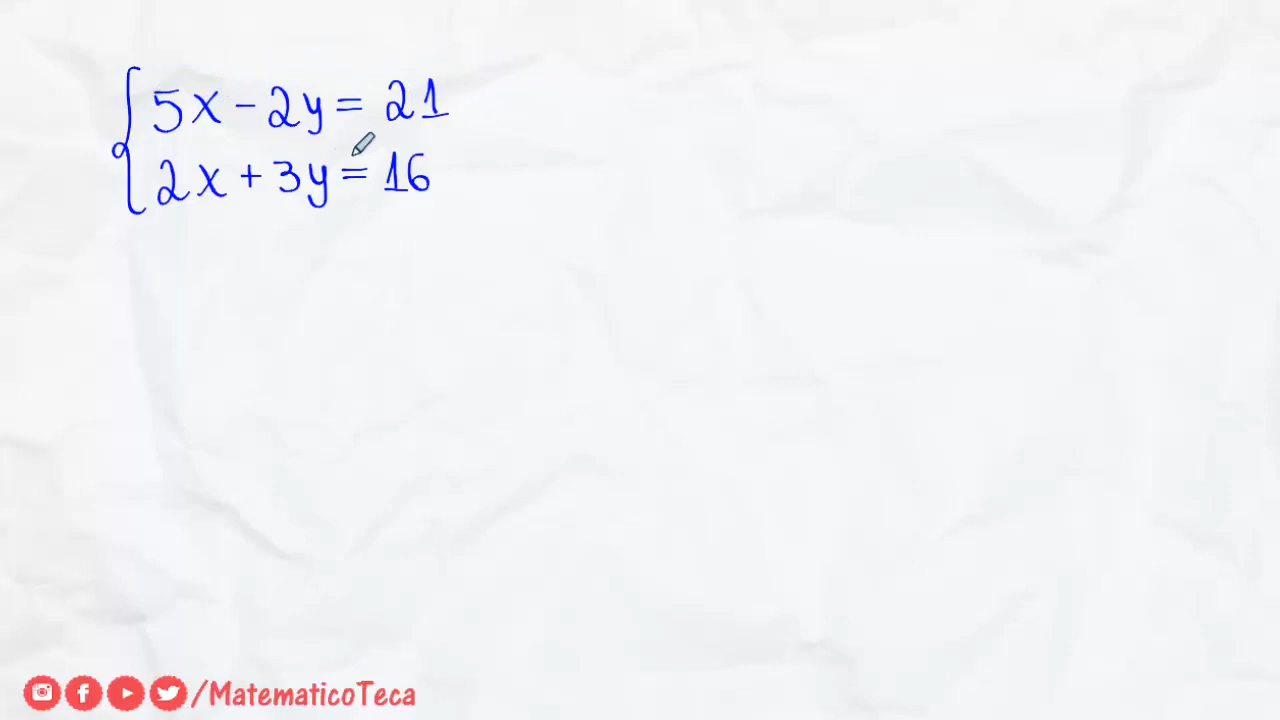 5x - 2y = 21
2x + 3y = 16
/MatematicoTeca